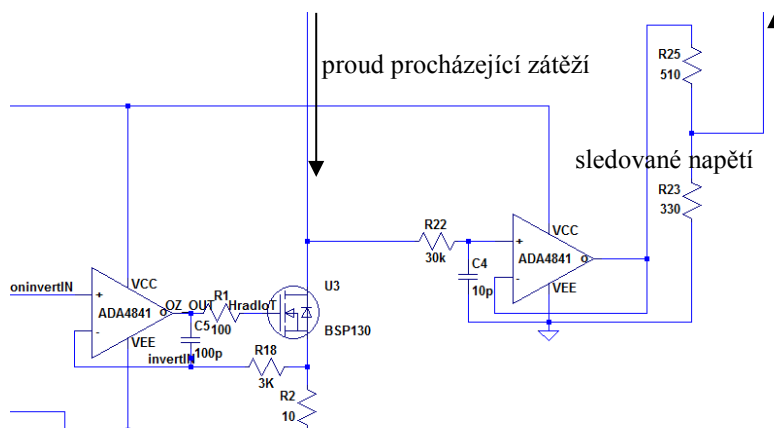 R25
510
proud procházející zátěží
sledované napětí
R23
330
R22
30k
VCC
+
ADA4841
o
-
VEE
C4
10p
U3
BSP130
oninvertIN
VCC
+
ADA4841
o
-
VEE
OZ_OUT
R1
100
HradIoT
C5
100p
invertIN
R18
3K
R2
10